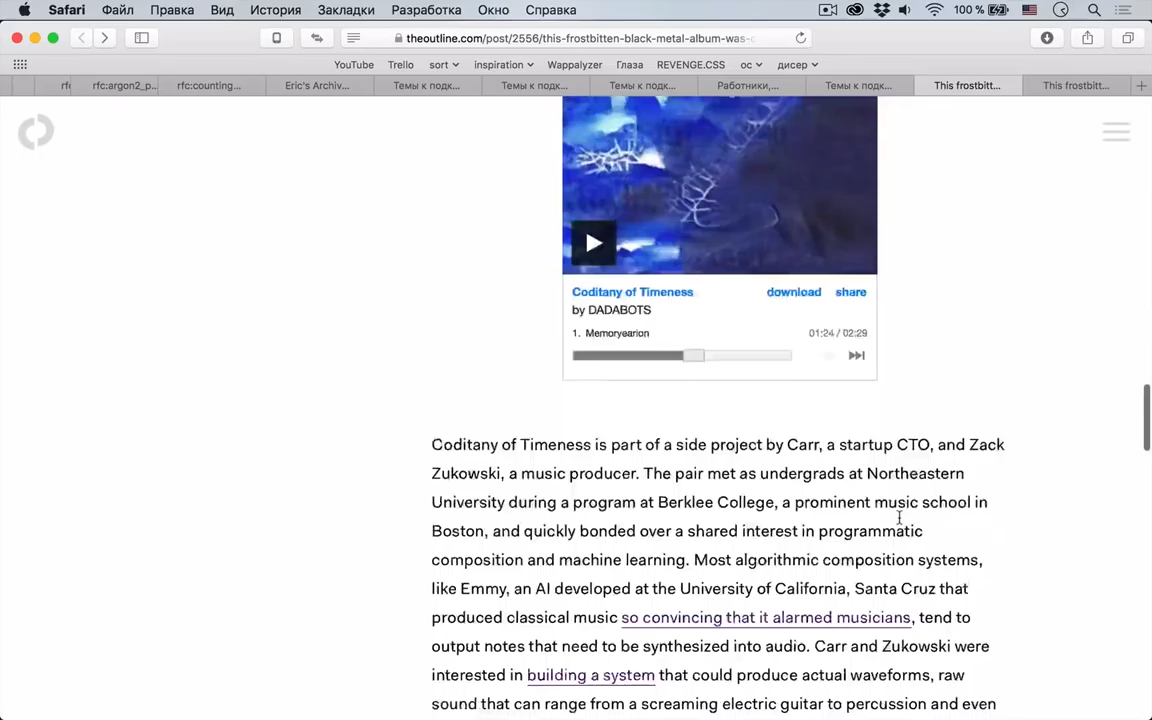 Safari Файл Правка Вид История Закладки Разработка Окно Справка 100 %
theoutline.com/post/2556/this-frostbitten-black-metal-album-was-c
YouTube Trello sort inspiration Wappalyzer Глаза REVENGE.CSS ос дисер
rfc:argon2_p... rfc:counting... Eric's Archiv... Темы к подк... Темы к подк... Темы к подк... Работники,... Темы к подк... This frostbitt... This frostbitt...
Coditany of Timeness download share
by DADABOTS
1. Memoryearion 01:24 / 02:29
Coditany of Timeness is part of a side project by Carr, a startup CTO, and Zack
Zukowski, a music producer. The pair met as undergrads at Northeastern
University during a program at Berklee College, a prominent music school in
Boston, and quickly bonded over a shared interest in programmatic
composition and machine learning. Most algorithmic composition systems,
like Emmy, an AI developed at the University of California, Santa Cruz that
produced classical music so convincing that it alarmed musicians, tend to
output notes that need to be synthesized into audio. Carr and Zukowski were
interested in building a system that could produce actual waveforms, raw
sound that can range from a screaming electric guitar to percussion and even